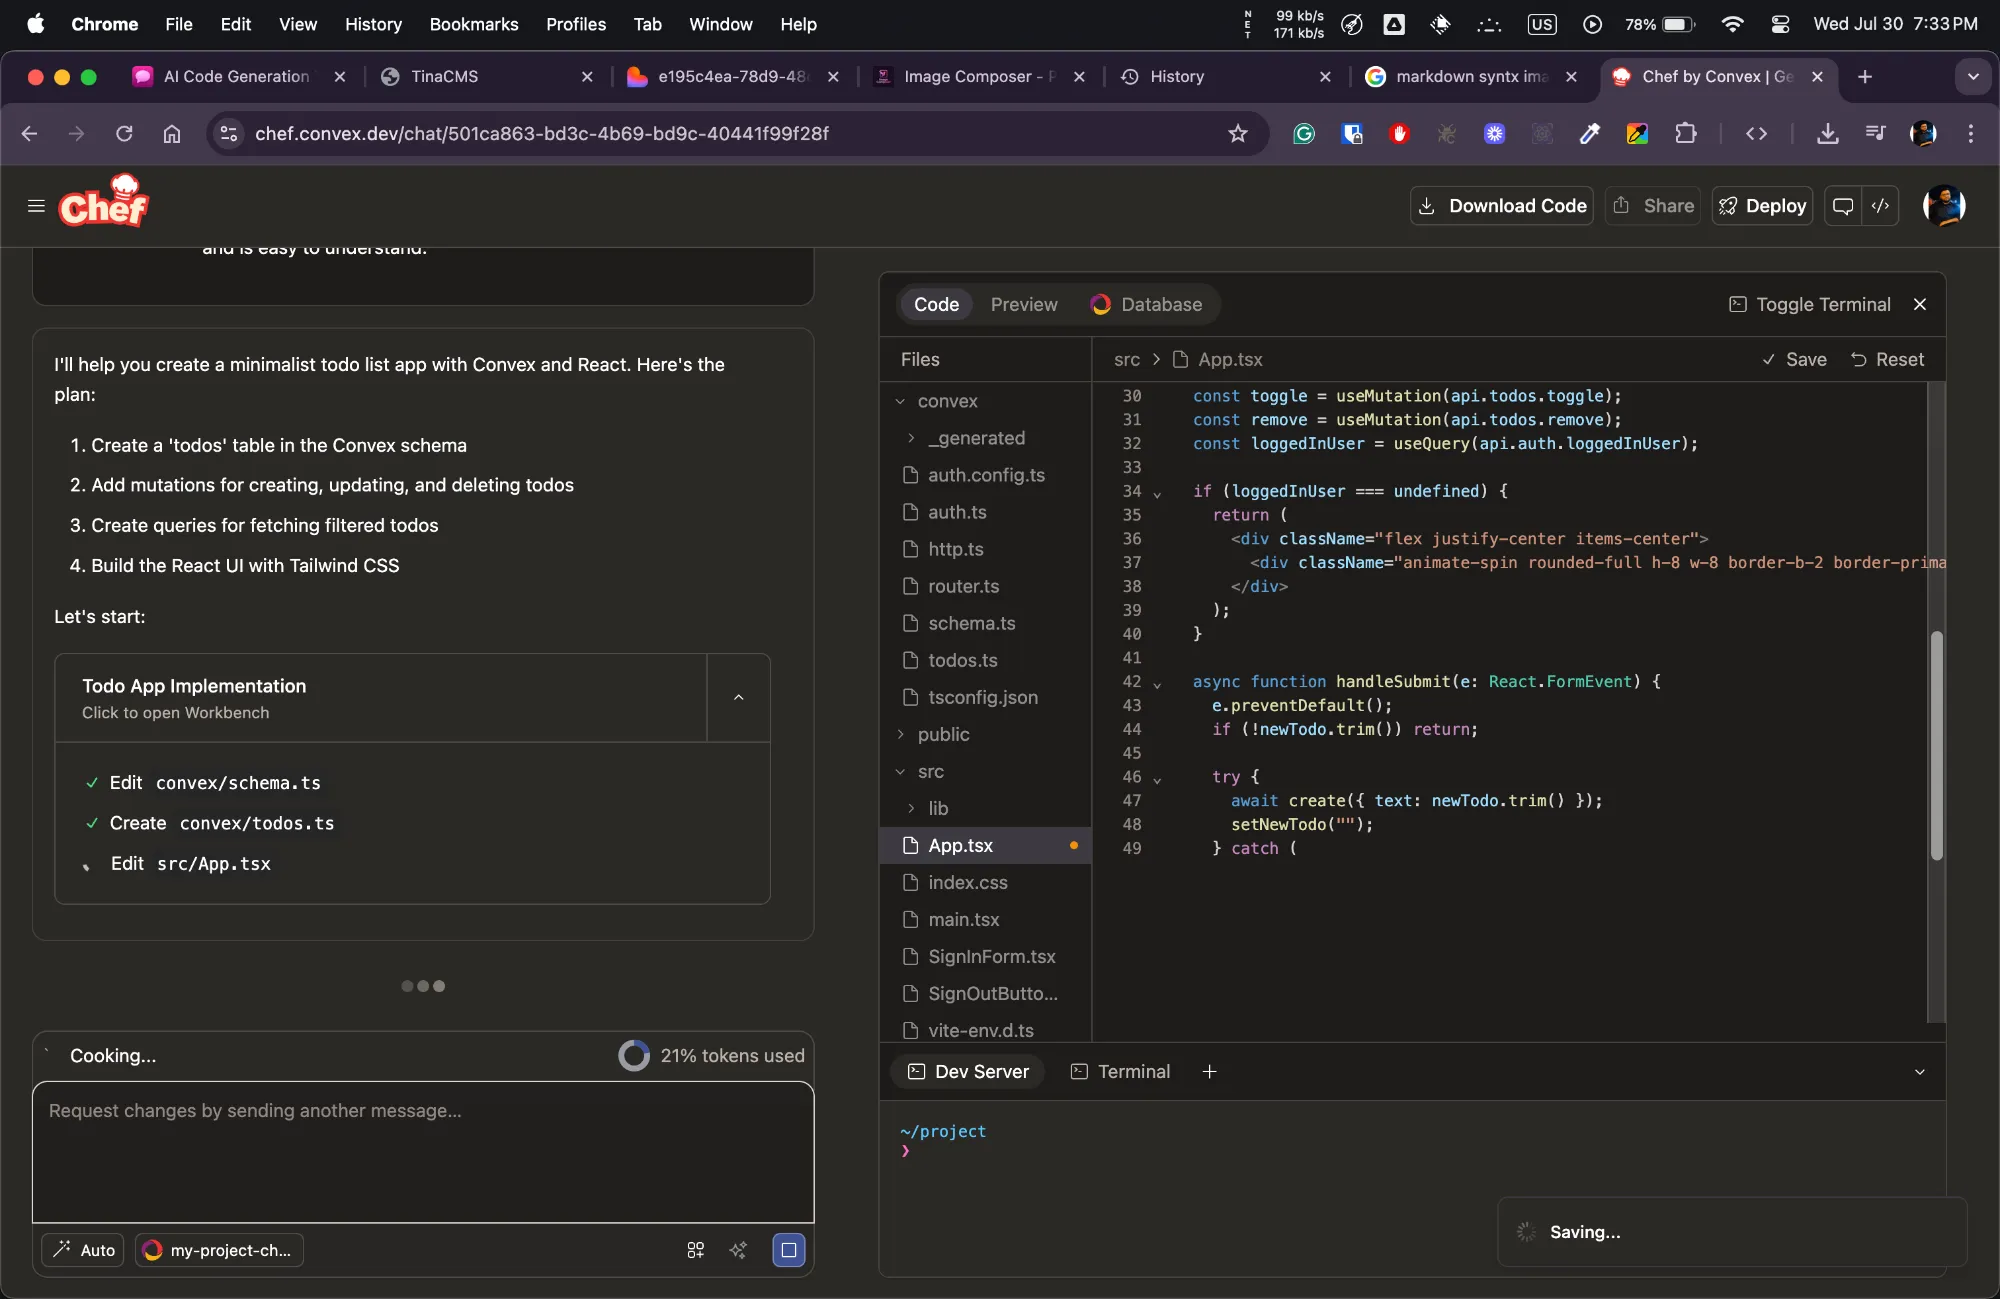 Chrome File Edit View History Bookmarks Profiles Tab Window Help
NET 99 kb/s 171 kb/s US 78% Wed Jul 30 7:33 PM
AI Code Generation
TinaCMS
e195c4ea-78d9-48
Image Composer - P
History
markdown syntx ima
Chef by Convex | Ge
chef.convex.dev/chat/501ca863-bd3c-4b69-bd9c-40441f99f28f
Chef
Download Code
Share
Deploy
and is easy to understand.
I'll help you create a minimalist todo list app with Convex and React. Here's the
plan:
1. Create a 'todos' table in the Convex schema
2. Add mutations for creating, updating, and deleting todos
3. Create queries for fetching filtered todos
4. Build the React UI with Tailwind CSS
Let's start:
Todo App Implementation
Click to open Workbench
Edit convex/schema.ts
Create convex/todos.ts
Edit src/App.tsx
Cooking...
21% tokens used
Request changes by sending another message...
Auto
my-project-ch...
Code Preview Database
Toggle Terminal
Files
convex
_generated
auth.config.ts
auth.ts
http.ts
router.ts
schema.ts
todos.ts
tsconfig.json
public
src
lib
App.tsx
index.css
main.tsx
SignInForm.tsx
SignOutButto...
vite-env.d.ts
src > App.tsx
Save Reset
30 const toggle = useMutation(api.todos.toggle);
31 const remove = useMutation(api.todos.remove);
32 const loggedInUser = useQuery(api.auth.loggedInUser);
33
34 if (loggedInUser === undefined) {
35 return (
36 <div className="flex justify-center items-center">
37 <div className="animate-spin rounded-full h-8 w-8 border-b-2 border-prima
38 </div>
39 );
40 }
41
42 async function handleSubmit(e: React.FormEvent) {
43 e.preventDefault();
44 if (!newTodo.trim()) return;
45
46 try {
47 await create({ text: newTodo.trim() });
48 setNewTodo("");
49 } catch (
Dev Server Terminal
~/project
❯
Saving...